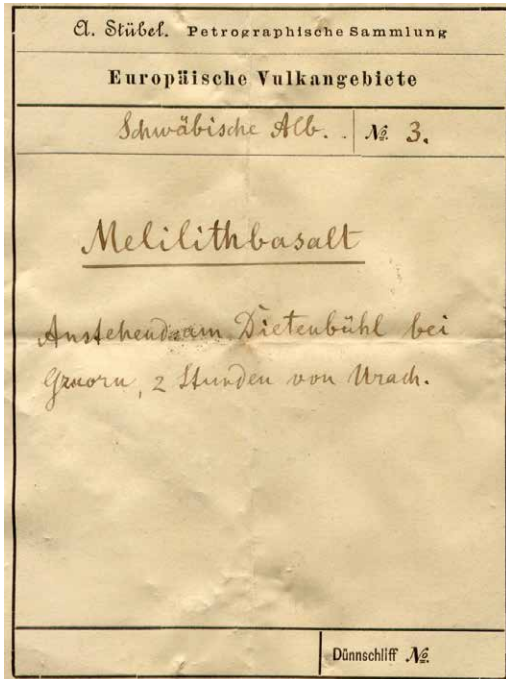 A. Stübel. Petrographische Sammlung
Europäische Vulkangebiete
Schwäbische Alb. . № 3.
Melilithbasalt
Anstehend am Dietenbühl bei
Gruorn, 2 Stunden von Urach.
Dünnschliff №